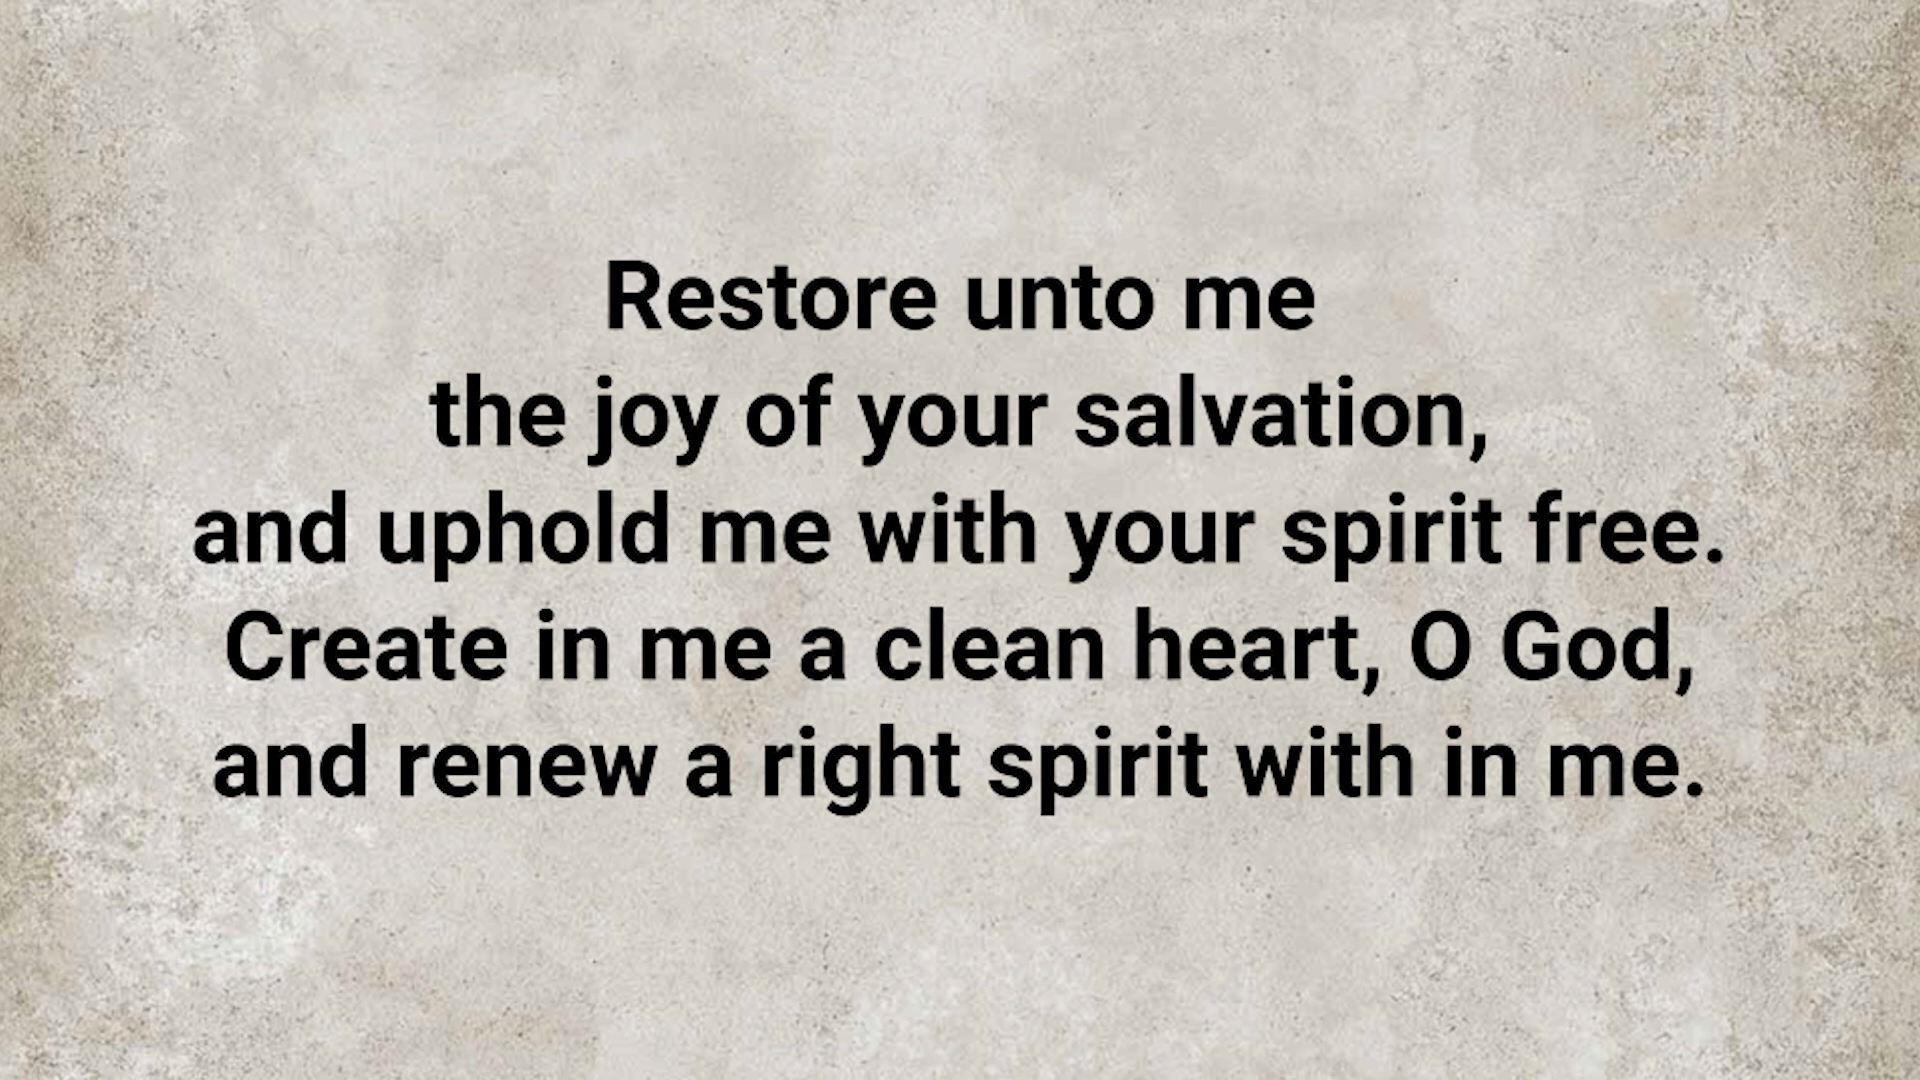 Restore unto me
the joy of your salvation,
and uphold me with your spirit free.
Create in me a clean heart, O God,
and renew a right spirit with in me.